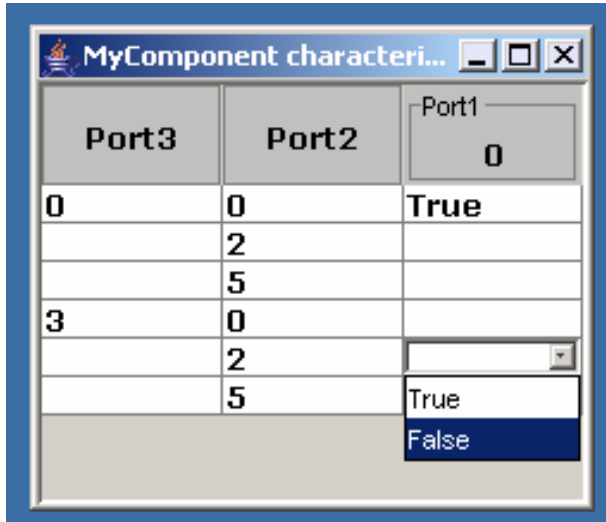 MyComponent characteri...
Port3 Port2 Port1
0
0 0 True
2
5
3 0
2
5 True
False